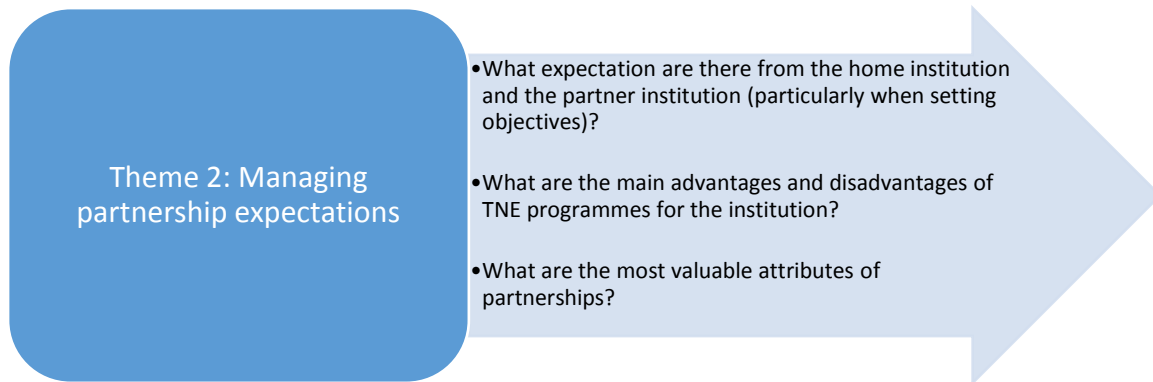 Theme 2: Managing
partnership expectations
•What expectation are there from the home institution
and the partner institution (particularly when setting
objectives)?
•What are the main advantages and disadvantages of
TNE programmes for the institution?
•What are the most valuable attributes of
partnerships?